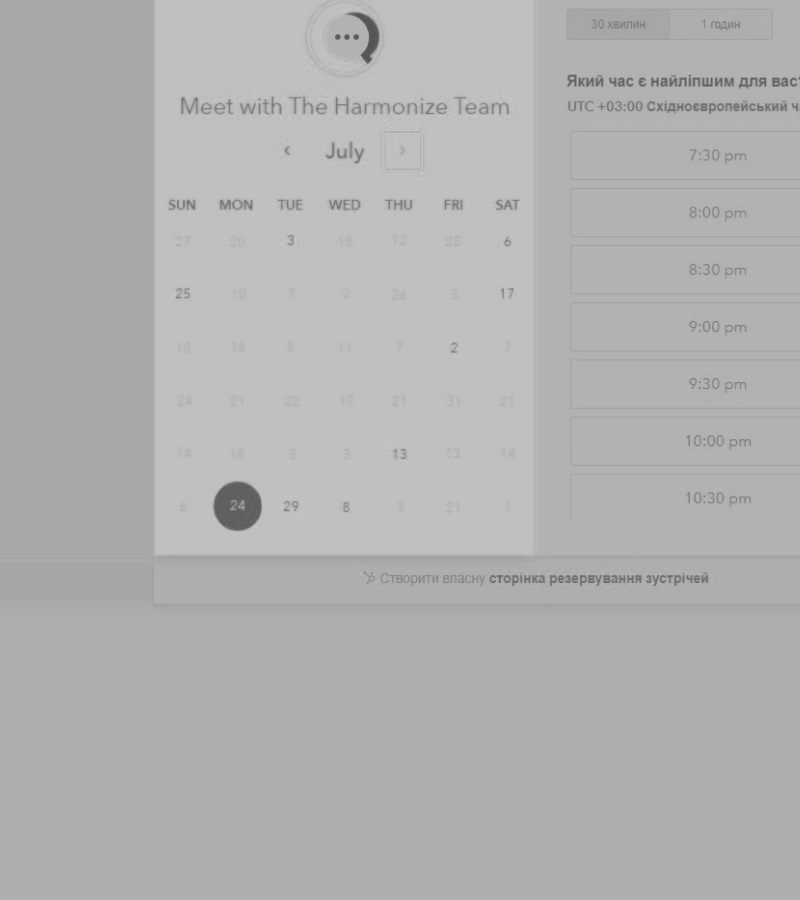 30 хвилин 1 годин
Який час є найліпшим для вас
UTC +03:00 Східноєвропейський ч
Meet with The Harmonize Team
‹ July ›
SUN MON TUE WED THU FRI SAT
27 20 3 18 12 28 6
25 10 7 2 26 3 17
18 16 5 11 7 2 7
24 21 22 17 21 31 21
14 18 3 3 13 13 14
6 24 29 8 3 21 1
7:30 pm
8:00 pm
8:30 pm
9:00 pm
9:30 pm
10:00 pm
10:30 pm
Створити власну сторінка резервування зустрічей